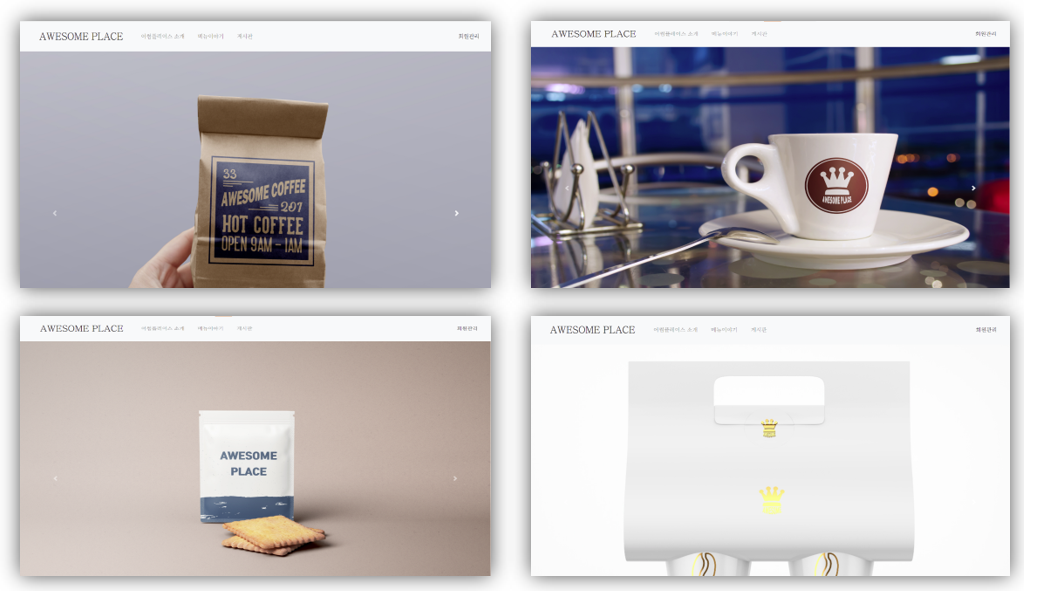 AWESOME PLACE 어썸플레이스 소개 메뉴이야기 게시판 회원관리
33
AWESOME COFFEE
201
HOT COFFEE
OPEN 9AM - 1AM
AWESOME PLACE 어썸플레이스 소개 메뉴이야기 게시판 회원관리
AWESOME PLACE
AWESOME PLACE 어썸플레이스 소개 메뉴이야기 게시판 회원관리
AWESOME
PLACE
AWESOME PLACE 어썸플레이스 소개 메뉴이야기 게시판 회원관리